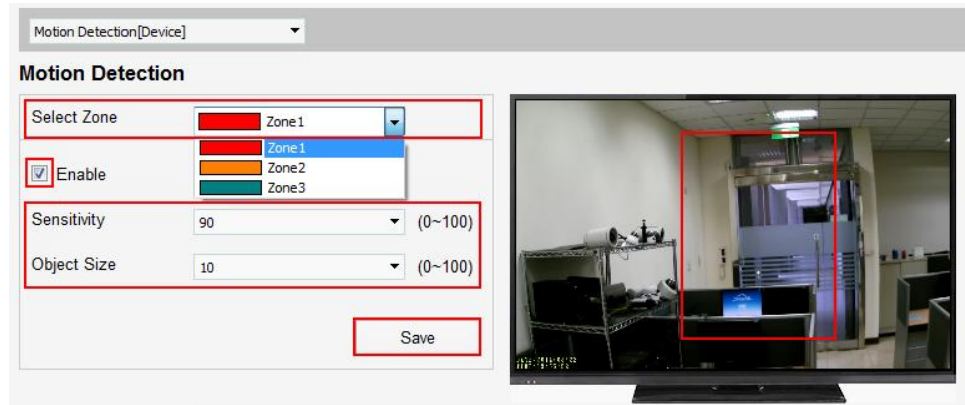 Motion Detection[Device]
Motion Detection
Select Zone
Zone1
Zone1
Zone2
Zone3
Enable
Sensitivity
90
(0~100)
Object Size
10
(0~100)
Save